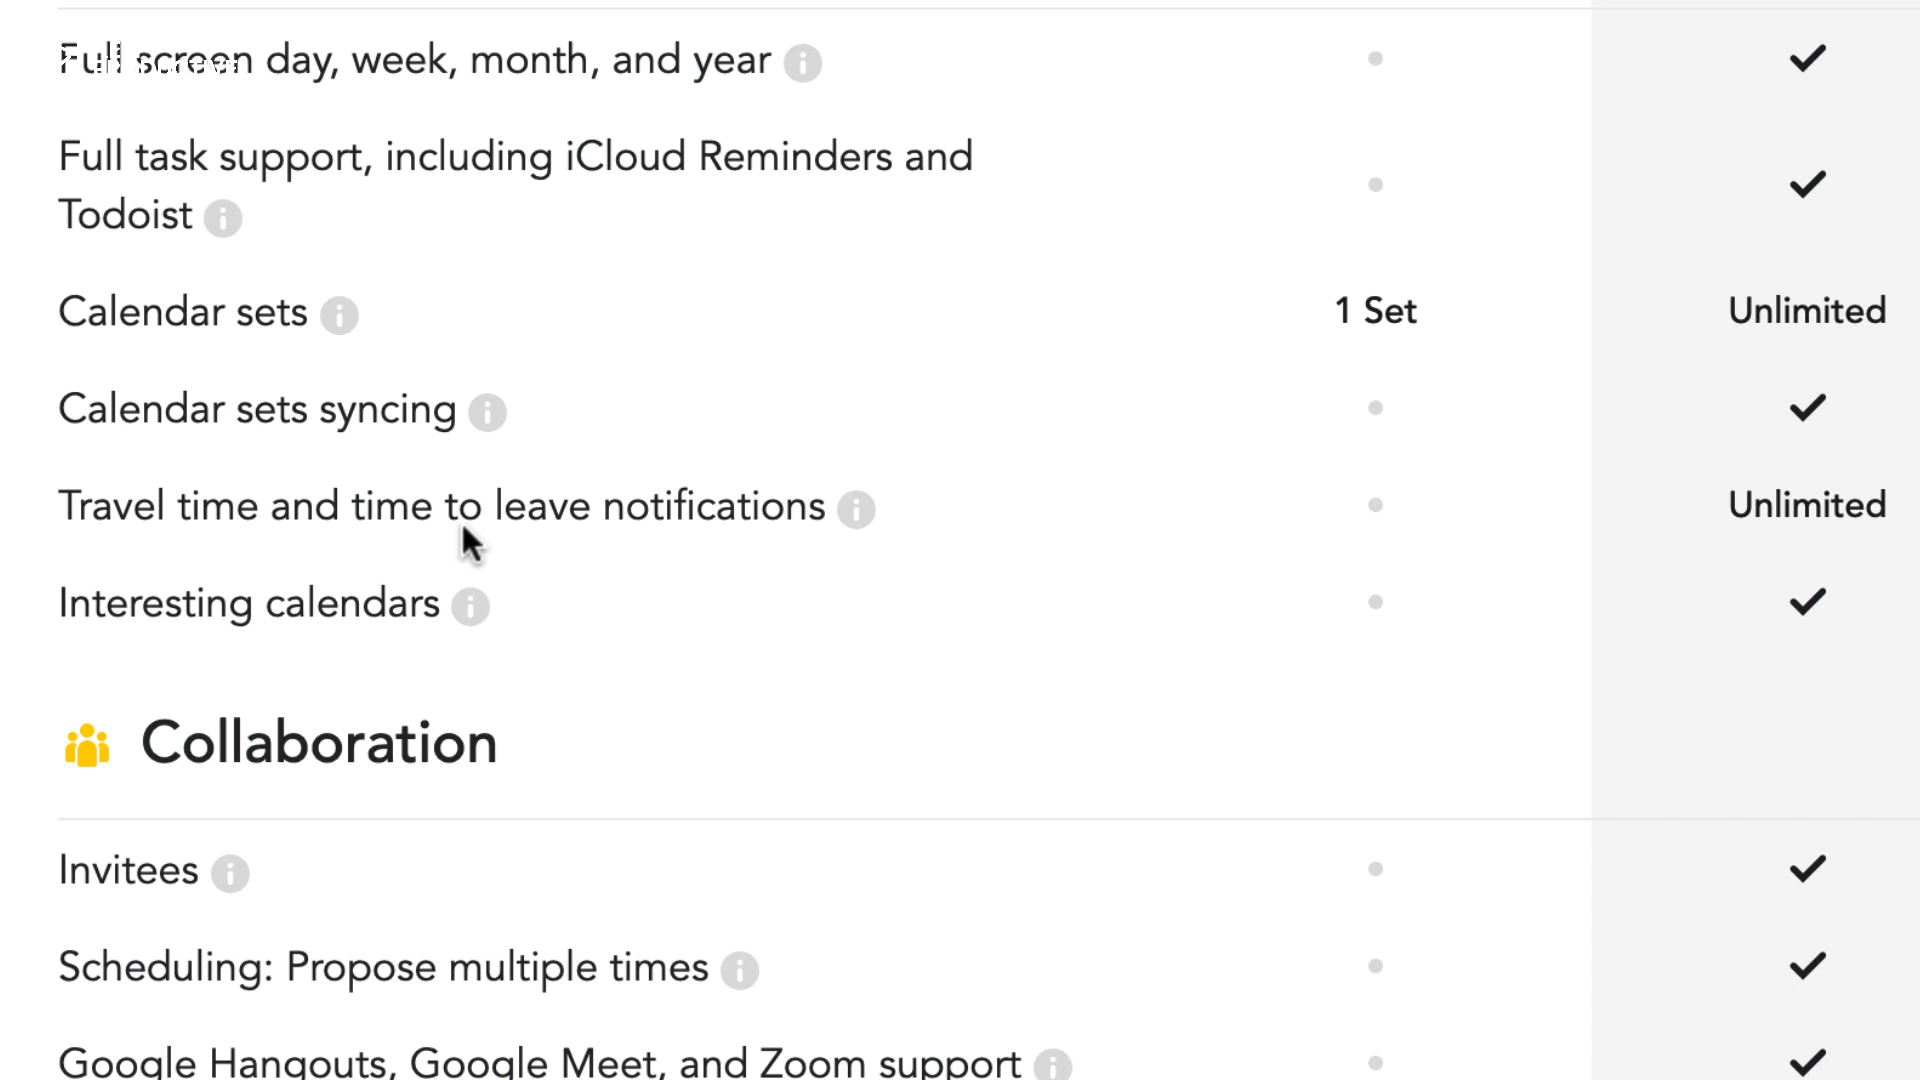 Full screen day, week, month, and year
Full task support, including iCloud Reminders and
Todoist
Calendar sets 1 Set Unlimited
Calendar sets syncing
Travel time and time to leave notifications Unlimited
Interesting calendars
Collaboration
Invitees
Scheduling: Propose multiple times
Google Hangouts, Google Meet, and Zoom support